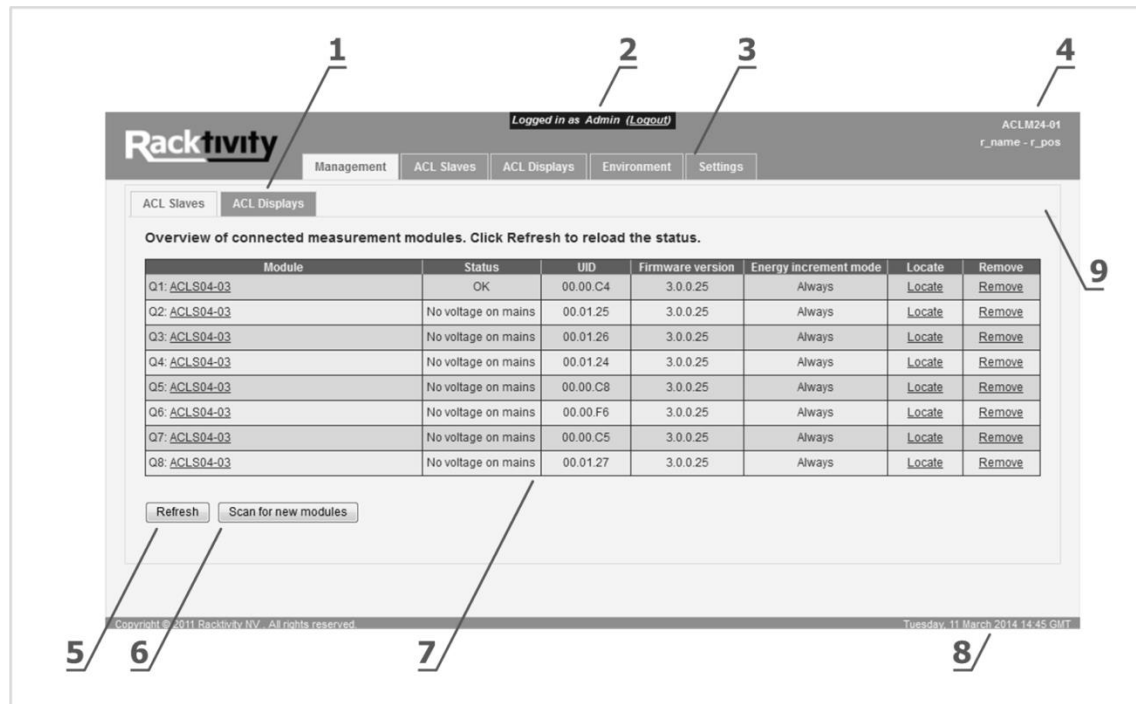 1
2
3
4
Logged in as Admin (Logout)
ACLM24-01
r_name - r_pos
Racktivity
Management ACL Slaves ACL Displays Environment Settings
ACL Slaves ACL Displays
9
Overview of connected measurement modules. Click Refresh to reload the status.
Module Status UID Firmware version Energy increment mode Locate Remove
Q1: ACLS04-03 OK 00.00.C4 3.0.0.25 Always Locate Remove
Q2: ACLS04-03 No voltage on mains 00.01.25 3.0.0.25 Always Locate Remove
Q3: ACLS04-03 No voltage on mains 00.01.26 3.0.0.25 Always Locate Remove
Q4: ACLS04-03 No voltage on mains 00.01.24 3.0.0.25 Always Locate Remove
Q5: ACLS04-03 No voltage on mains 00.00.C8 3.0.0.25 Always Locate Remove
Q6: ACLS04-03 No voltage on mains 00.00.F6 3.0.0.25 Always Locate Remove
Q7: ACLS04-03 No voltage on mains 00.00.C5 3.0.0.25 Always Locate Remove
Q8: ACLS04-03 No voltage on mains 00.01.27 3.0.0.25 Always Locate Remove
Refresh Scan for new modules
Copyright © 2011 Racktivity NV.. All rights reserved. Tuesday, 11 March 2014 14:45 GMT
5 6 7 8